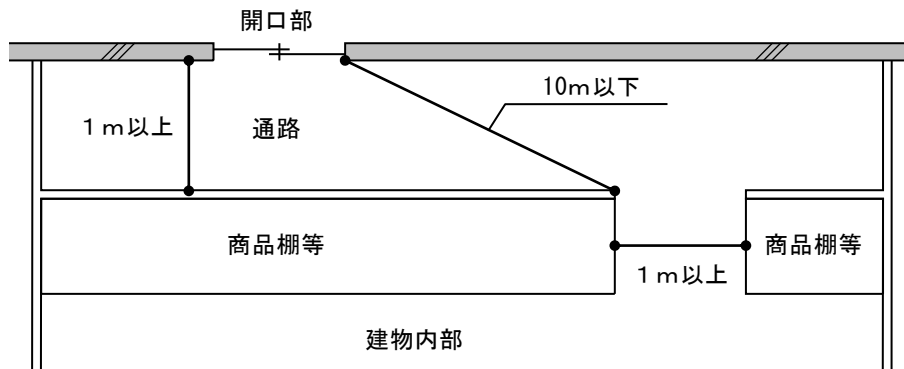 開口部
10m以下
1m以上
通路
商品棚等
商品棚等
1m以上
建物内部